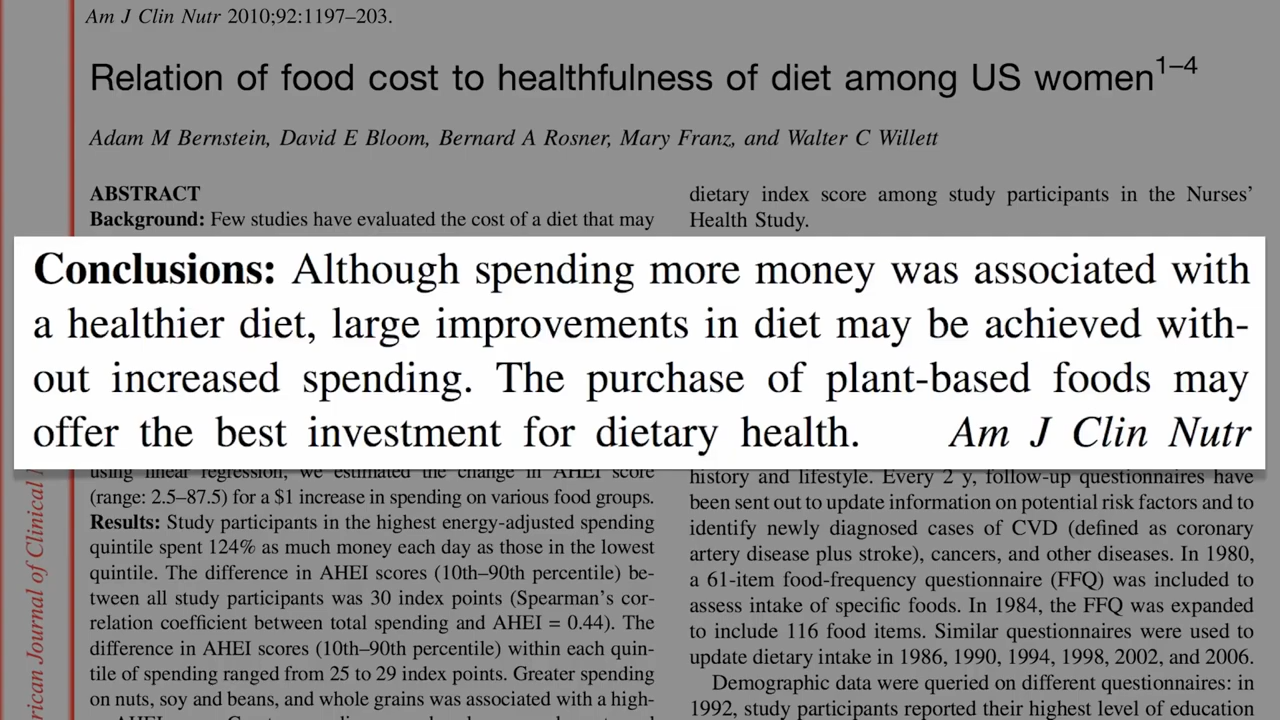 Am J Clin Nutr 2010;92:1197–203.
Relation of food cost to healthfulness of diet among US women1–4
Adam M Bernstein, David E Bloom, Bernard A Rosner, Mary Franz, and Walter C Willett
ABSTRACT
Background: Few studies have evaluated the cost of a diet that may
Conclusions: Although spending more money was associated with
a healthier diet, large improvements in diet may be achieved with-
out increased spending. The purchase of plant-based foods may
offer the best investment for dietary health. Am J Clin Nutr
using linear regression, we estimated the change in AHEI score
(range: 2.5–87.5) for a $1 increase in spending on various food groups.
Results: Study participants in the highest energy-adjusted spending
quintile spent 124% as much money each day as those in the lowest
quintile. The difference in AHEI scores (10th–90th percentile) be-
tween all study participants was 30 index points (Spearman's cor-
relation coefficient between total spending and AHEI = 0.44). The
difference in AHEI scores (10th–90th percentile) within each quin-
tile of spending ranged from 25 to 29 index points. Greater spending
on nuts, soy and beans, and whole grains was associated with a high-
dietary index score among study participants in the Nurses'
Health Study.
history and lifestyle. Every 2 y, follow-up questionnaires have
been sent out to update information on potential risk factors and to
identify newly diagnosed cases of CVD (defined as coronary
artery disease plus stroke), cancers, and other diseases. In 1980,
a 61-item food-frequency questionnaire (FFQ) was included to
assess intake of specific foods. In 1984, the FFQ was expanded
to include 116 food items. Similar questionnaires were used to
update dietary intake in 1986, 1990, 1994, 1998, 2002, and 2006.
Demographic data were queried on different questionnaires: in
1992, study participants reported their highest level of education
rican Journal of Clinical